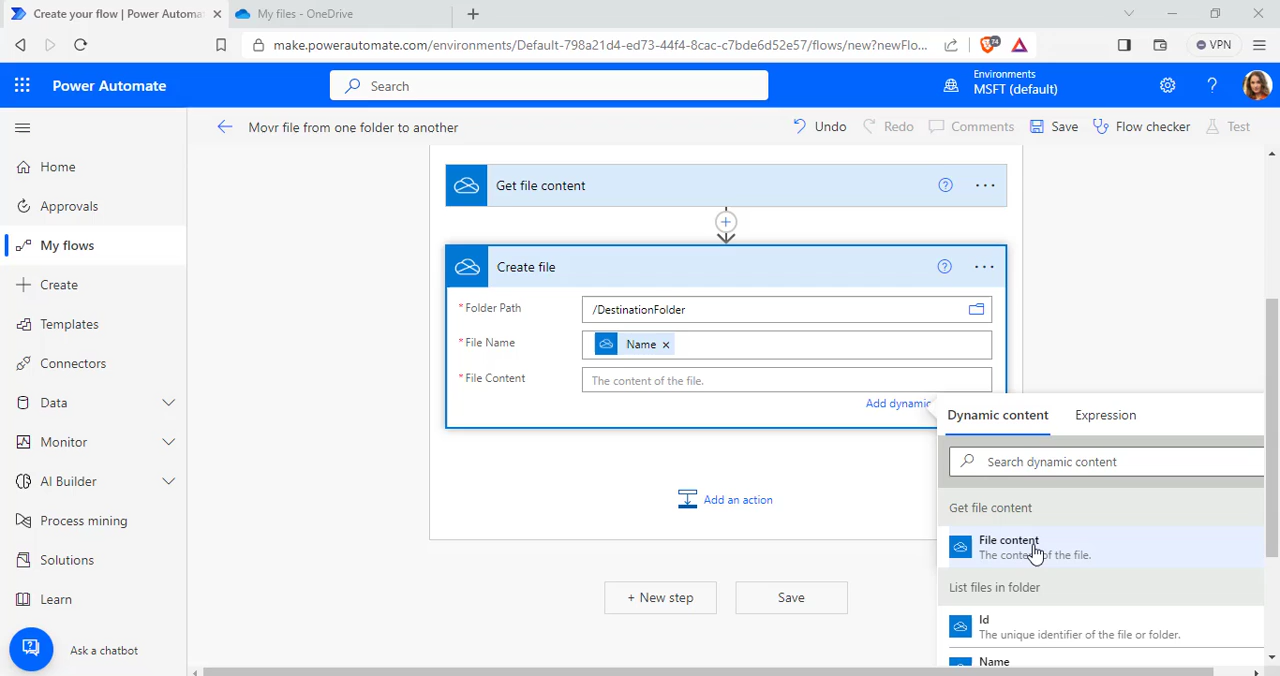 Create your flow | Power Automate
My files - OneDrive
make.powerautomate.com/environments/Default-798a21d4-ed73-44f4-8cac-c7bde6d52e57/flows/new?newFlo...
74
VPN
Power Automate
Search
Environments
MSFT (default)
Movr file from one folder to another
Undo
Redo
Comments
Save
Flow checker
Test
Home
Approvals
My flows
Create
Templates
Connectors
Data
Monitor
AI Builder
Process mining
Solutions
Learn
Ask a chatbot
Get file content
Create file
*Folder Path
/DestinationFolder
*File Name
Name
*File Content
The content of the file.
Add dynamic
Add an action
+ New step
Save
Dynamic content
Expression
Search dynamic content
Get file content
File content
The content of the file.
List files in folder
Id
The unique identifier of the file or folder.
Name